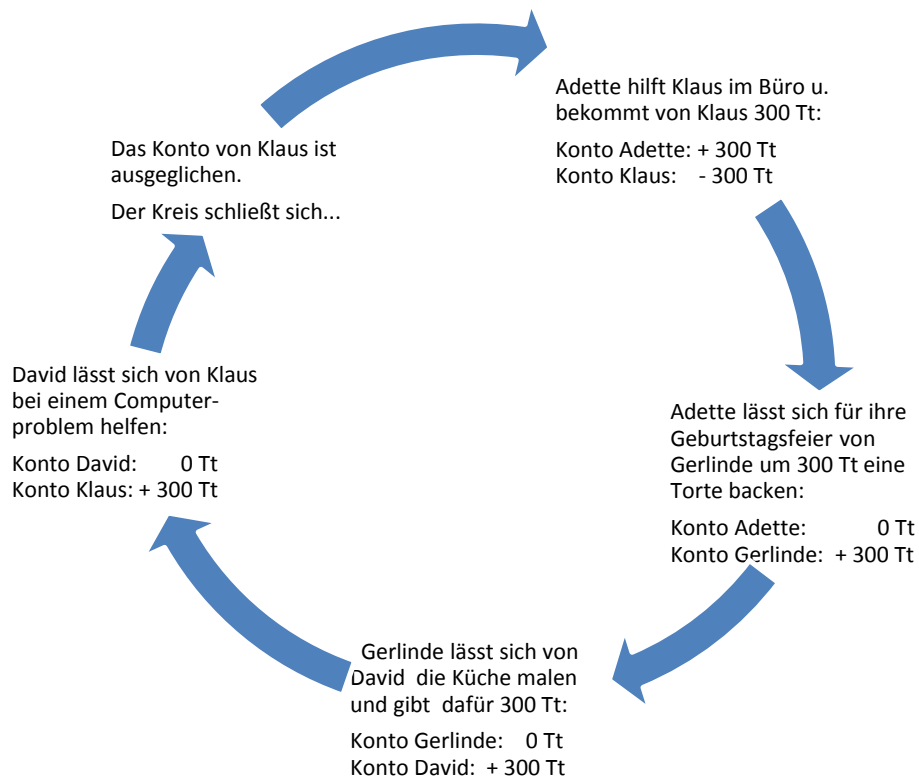 Adette hilft Klaus im Büro u.
bekommt von Klaus 300 Tt:
Konto Adette: + 300 Tt
Konto Klaus: - 300 Tt
Adette lässt sich für ihre
Geburtstagsfeier von
Gerlinde um 300 Tt eine
Torte backen:
Konto Adette: 0 Tt
Konto Gerlinde: + 300 Tt
Gerlinde lässt sich von
David die Küche malen
und gibt dafür 300 Tt:
Konto Gerlinde: 0 Tt
Konto David: + 300 Tt
David lässt sich von Klaus
bei einem Computer-
problem helfen:
Konto David: 0 Tt
Konto Klaus: + 300 Tt
Das Konto von Klaus ist
ausgeglichen.
Der Kreis schließt sich...